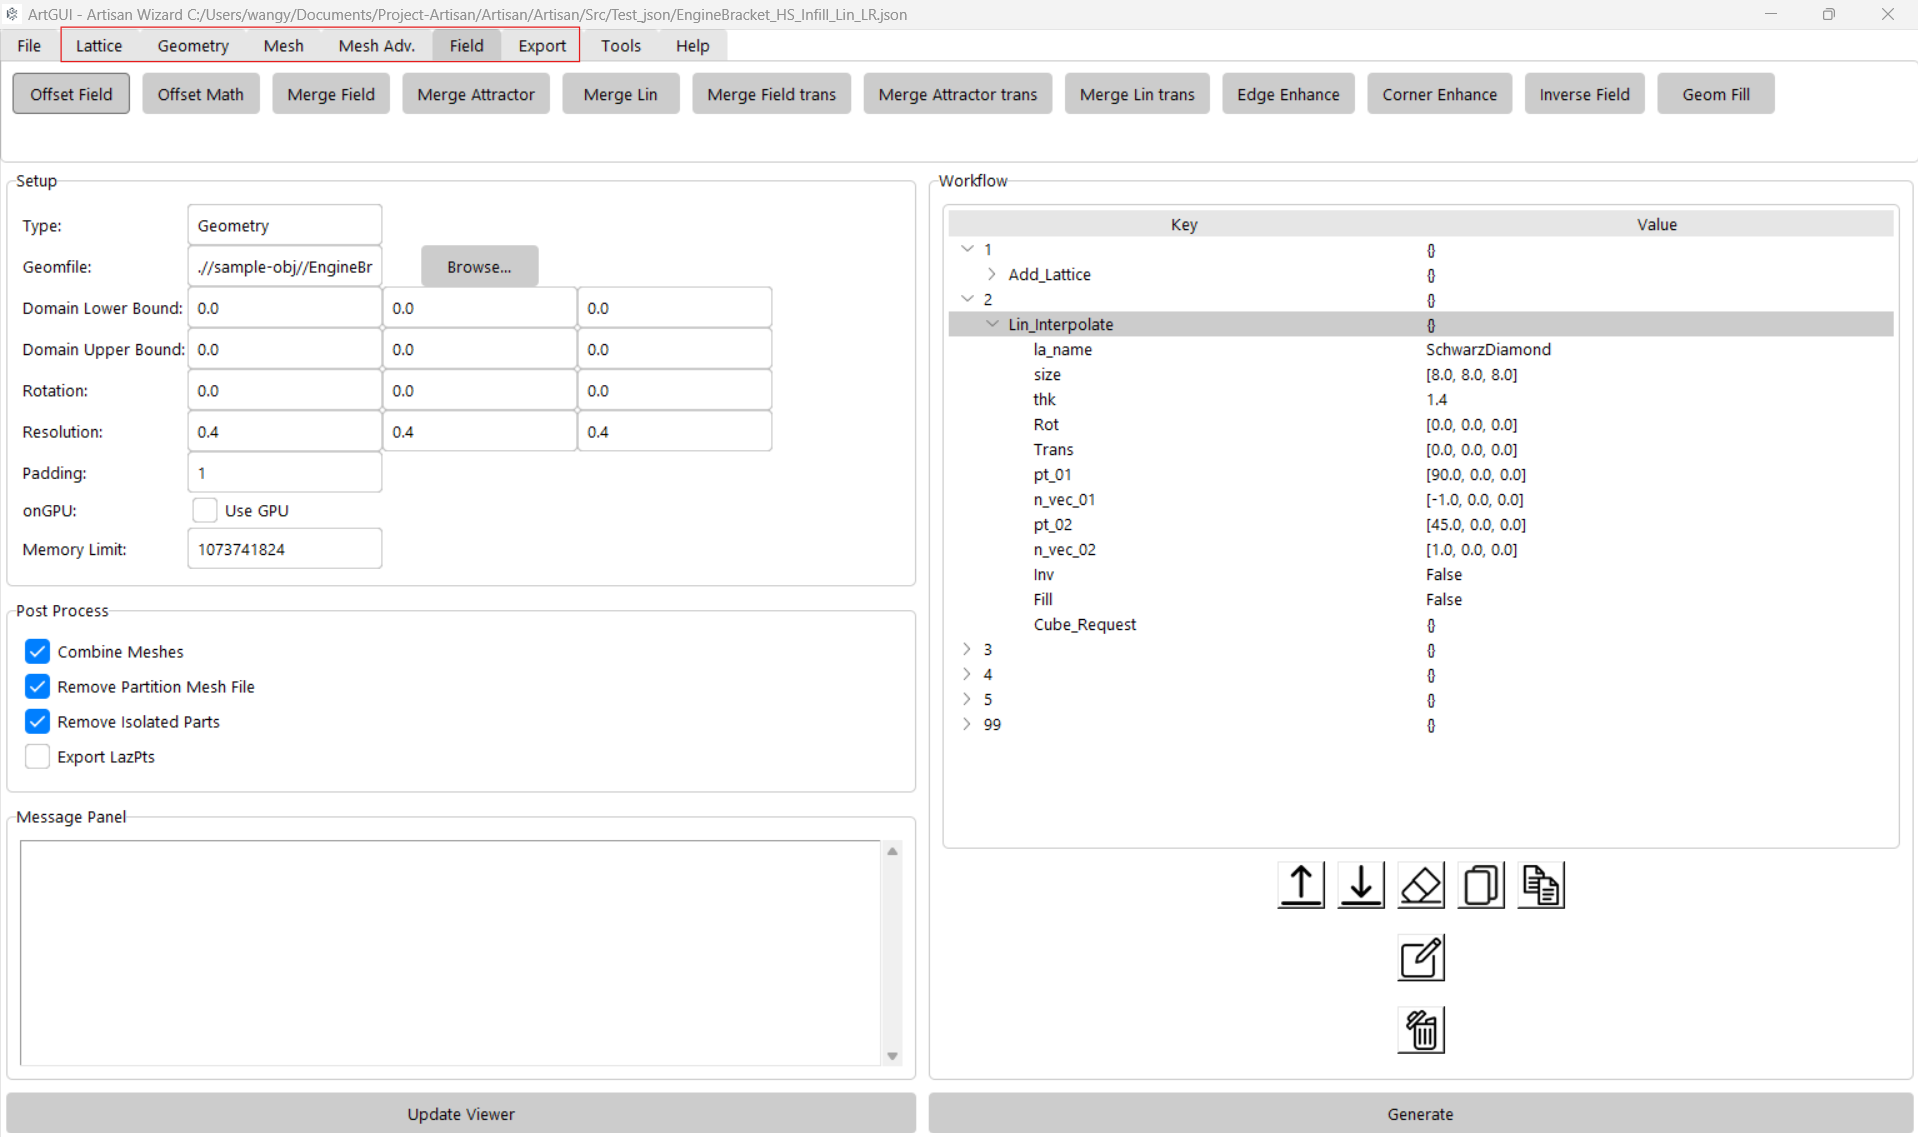 ArtGUI - Artisan Wizard C:/Users/wangy/Documents/Project-Artisan/Artisan/Artisan/Src/Test_json/EngineBracket_HS_Infill_Lin_LR.json
File Lattice Geometry Mesh Mesh Adv. Field Export Tools Help
Offset Field Offset Math Merge Field Merge Attractor Merge Lin Merge Field trans Merge Attractor trans Merge Lin trans Edge Enhance Corner Enhance Inverse Field Geom Fill
Setup
Type: Geometry
Geomfile: .//sample-obj//EngineBr Browse...
Domain Lower Bound: 0.0 0.0 0.0
Domain Upper Bound: 0.0 0.0 0.0
Rotation: 0.0 0.0 0.0
Resolution: 0.4 0.4 0.4
Padding: 1
onGPU: Use GPU
Memory Limit: 1073741824
Post Process
Combine Meshes
Remove Partition Mesh File
Remove Isolated Parts
Export LazPts
Message Panel
Update Viewer
Workflow
Key Value
1 {}
Add_Lattice {}
2 {}
Lin_Interpolate {}
la_name SchwarzDiamond
size [8.0, 8.0, 8.0]
thk 1.4
Rot [0.0, 0.0, 0.0]
Trans [0.0, 0.0, 0.0]
pt_01 [90.0, 0.0, 0.0]
n_vec_01 [-1.0, 0.0, 0.0]
pt_02 [45.0, 0.0, 0.0]
n_vec_02 [1.0, 0.0, 0.0]
Inv False
Fill False
Cube_Request {}
3 {}
4 {}
5 {}
99 {}
Generate